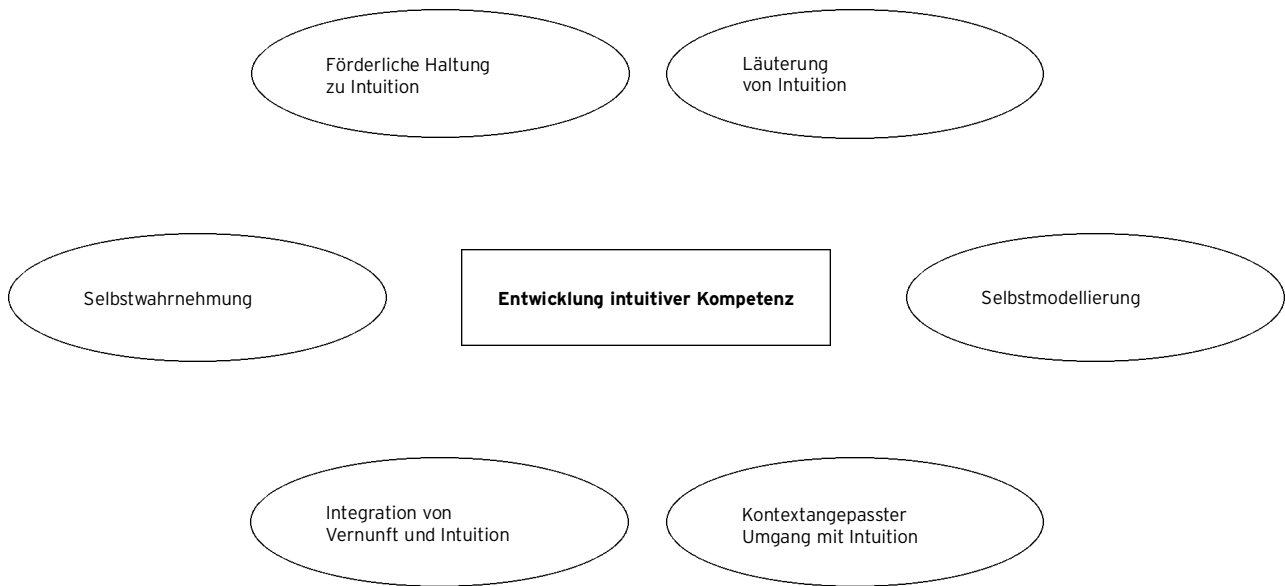 Förderliche Haltung
zu Intuition
Läuterung
von Intuition
Selbstwahrnehmung
Entwicklung intuitiver Kompetenz
Selbstmodellierung
Integration von
Vernunft und Intuition
Kontextangepasster
Umgang mit Intuition